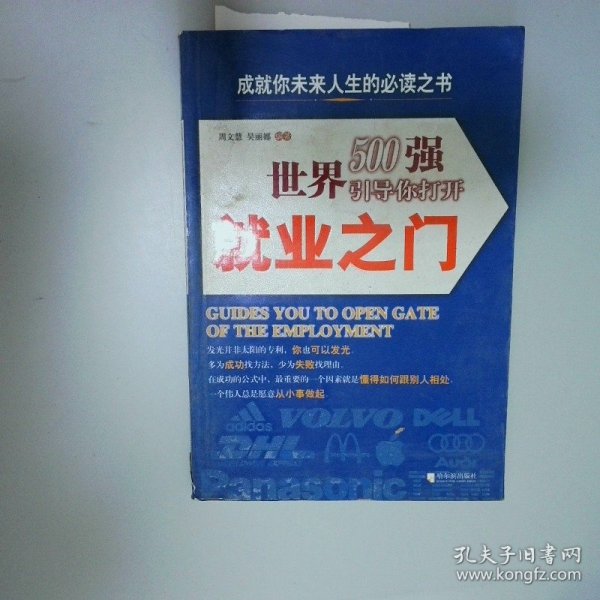 成就你未来人生的必读之书
周文慧 吴丽娜 编著
世界500强
引导你打开
就业之门
GUIDES YOU TO OPEN GATE
OF THE EMPLOYMENT
发光并非太阳的专利，你也可以发光。
多为成功找方法，少为失败找理由。
在成功的公式中，最重要的一个因素就是懂得如何跟别人相处。
一个伟人总是愿意从小事做起
adidas VOLVO DELL
DHL Audi
Panasonic
哈尔滨出版社
孔夫子旧书网
www.kongfz.com